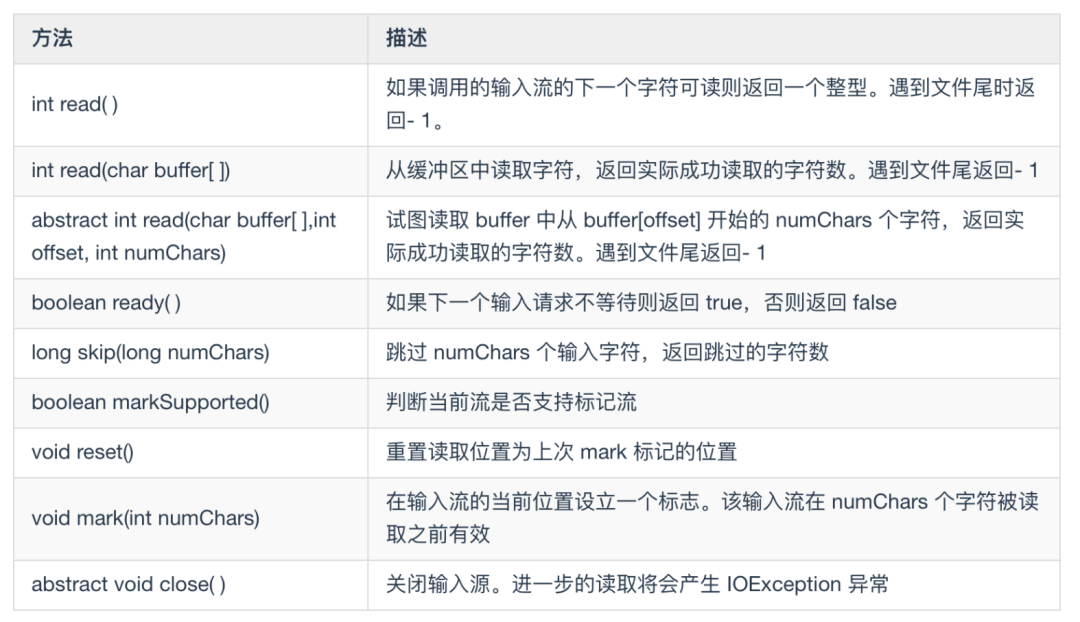 方法 描述
int read( ) 如果调用的输入流的下一个字符可读则返回一个整型。遇到文件尾时返
回- 1。
int read(char buffer[ ]) 从缓冲区中读取字符，返回实际成功读取的字符数。遇到文件尾返回- 1
abstract int read(char buffer[ ],int 试图读取 buffer 中从 buffer[offset] 开始的 numChars 个字符，返回实
offset, int numChars) 际成功读取的字符数。遇到文件尾返回- 1
boolean ready( ) 如果下一个输入请求不等待则返回 true，否则返回 false
long skip(long numChars) 跳过 numChars 个输入字符，返回跳过的字符数
boolean markSupported() 判断当前流是否支持标记流
void reset() 重置读取位置为上次 mark 标记的位置
void mark(int numChars) 在输入流的当前位置设立一个标志。该输入流在 numChars 个字符被读
取之前有效
abstract void close( ) 关闭输入源。进一步的读取将会产生 IOException 异常